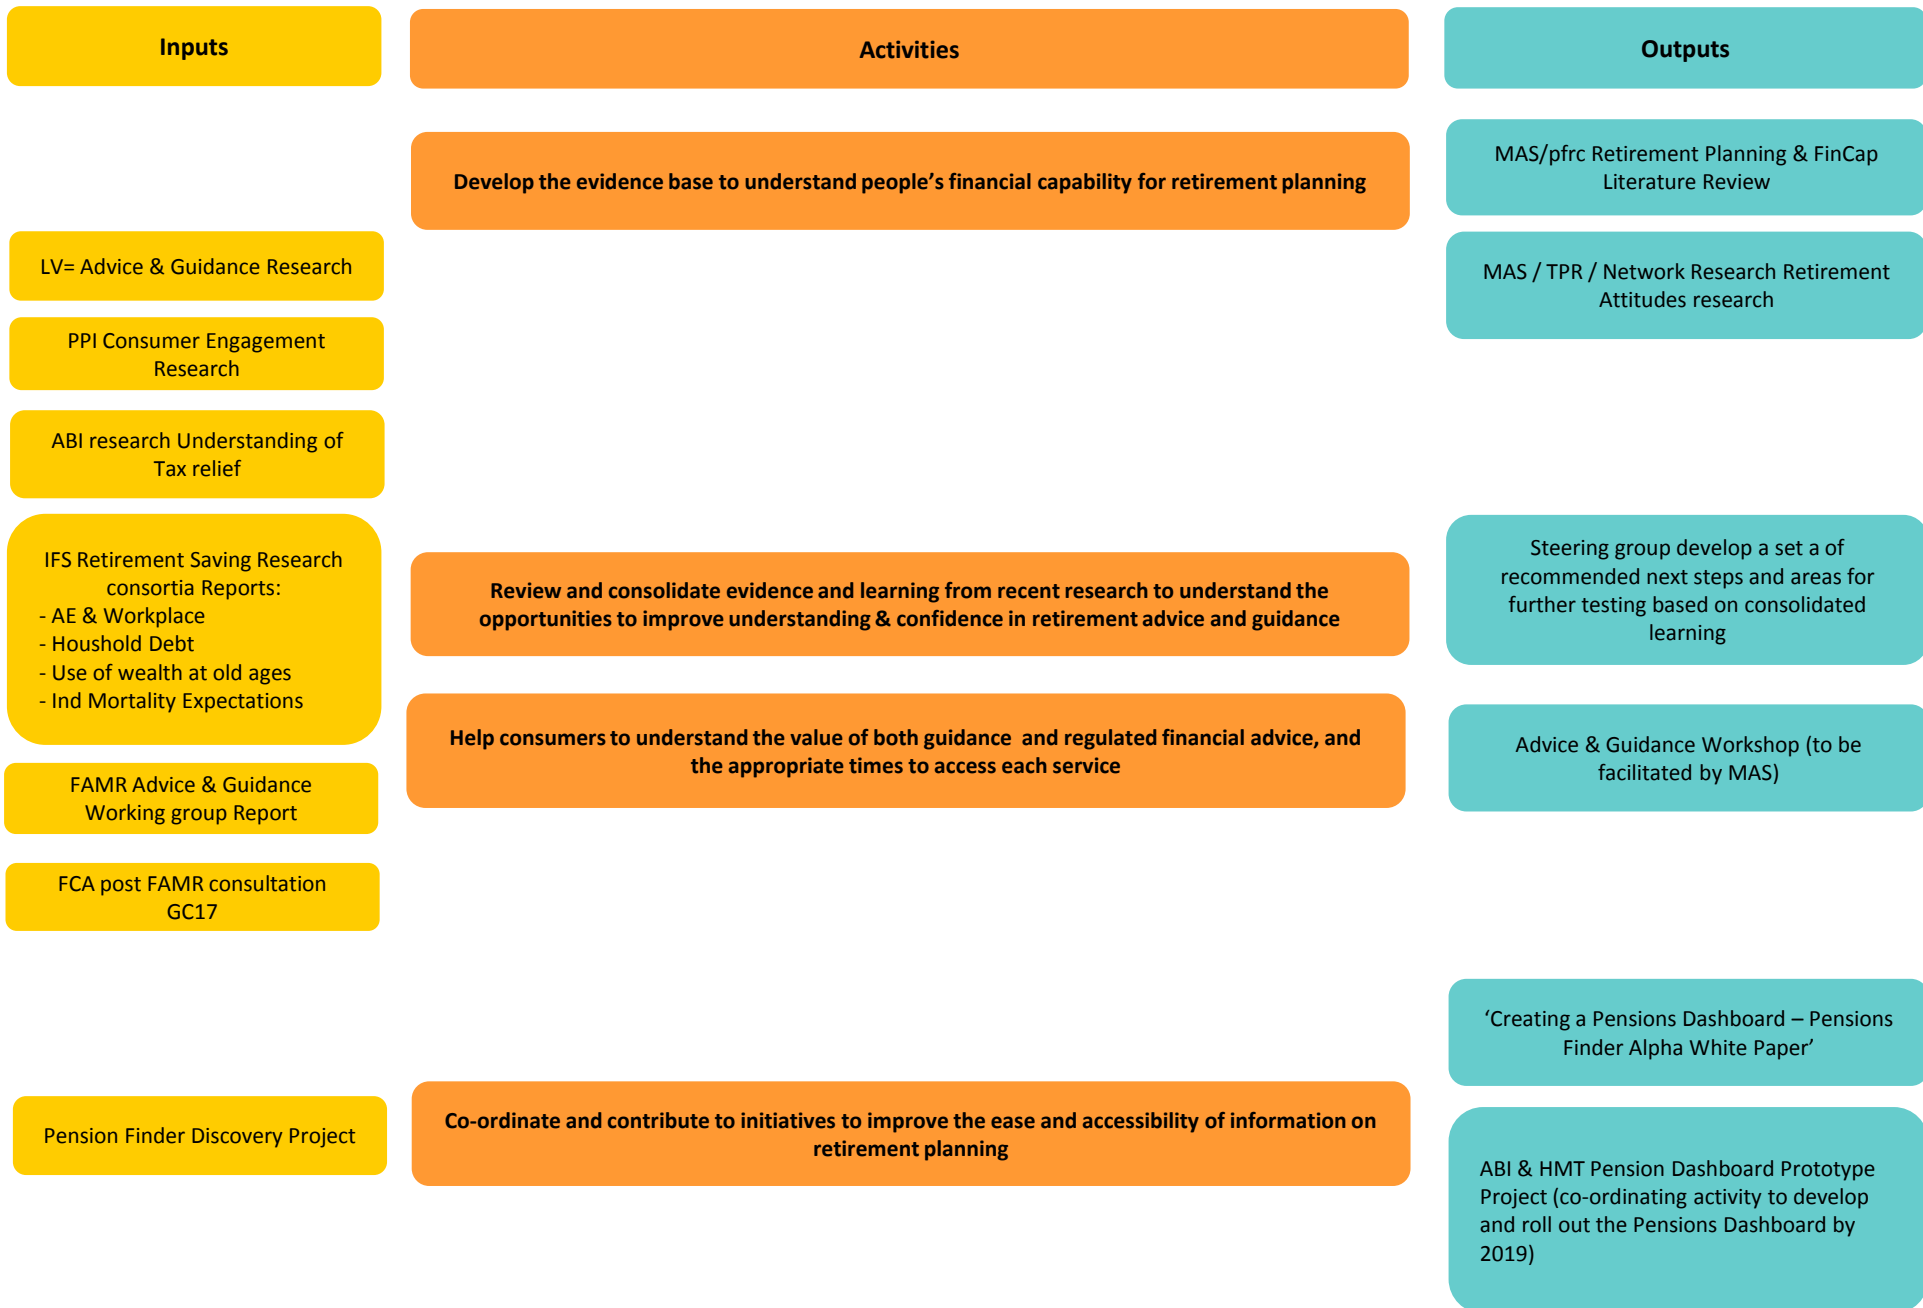 Inputs
Activities
Outputs
Develop the evidence base to understand people's financial capability for retirement planning
MAS/pfrc Retirement Planning & FinCap
Literature Review
LV= Advice & Guidance Research
MAS / TPR / Network Research Retirement
Attitudes research
PPI Consumer Engagement
Research
ABI research Understanding of
Tax relief
IFS Retirement Saving Research
consortia Reports:
- AE & Workplace
- Houshold Debt
- Use of wealth at old ages
- Ind Mortality Expectations
Review and consolidate evidence and learning from recent research to understand the
opportunities to improve understanding & confidence in retirement advice and guidance
Steering group develop a set a of
recommended next steps and areas for
further testing based on consolidated
learning
Help consumers to understand the value of both guidance  and regulated financial advice, and
the appropriate times to access each service
Advice & Guidance Workshop (to be
facilitated by MAS)
FAMR Advice & Guidance
Working group Report
FCA post FAMR consultation
GC17
‘Creating a Pensions Dashboard – Pensions
Finder Alpha White Paper’
Pension Finder Discovery Project
Co-ordinate and contribute to initiatives to improve the ease and accessibility of information on
retirement planning
ABI & HMT Pension Dashboard Prototype
Project (co-ordinating activity to develop
and roll out the Pensions Dashboard by
2019)